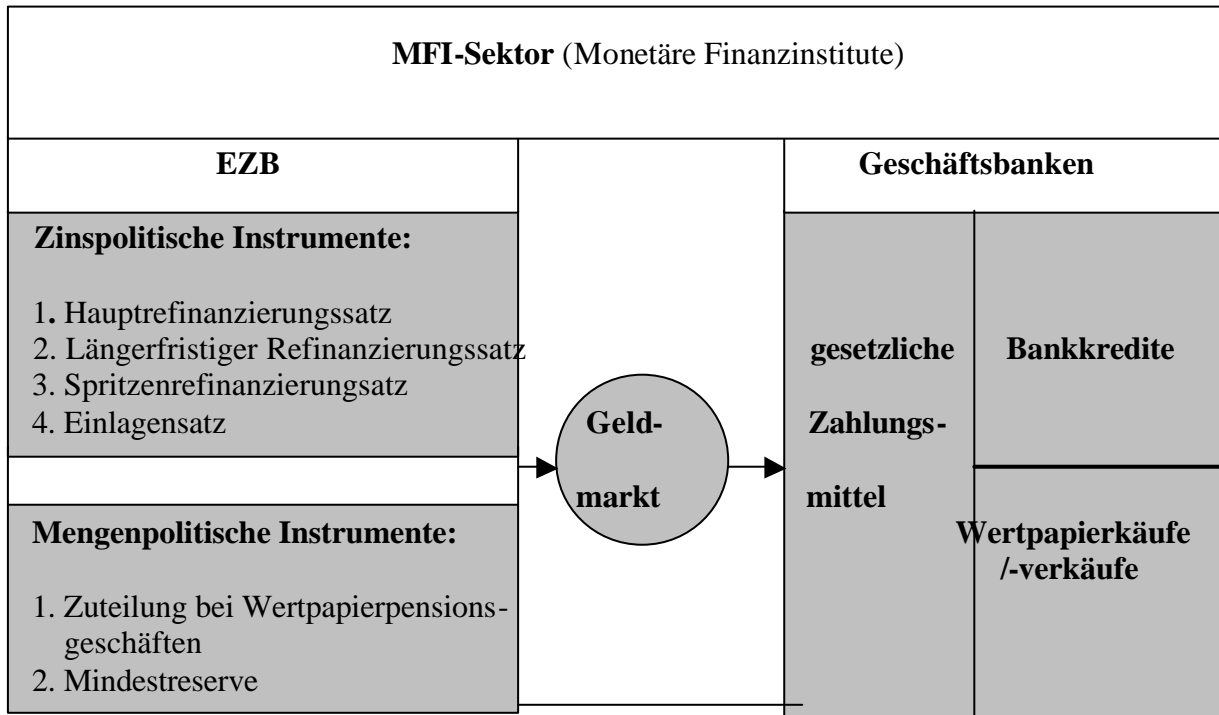 MFI-Sektor (Monetäre Finanzinstitute)
EZB
Zinspolitische Instrumente:
1. Hauptrefinanzierungssatz
2. Längerfristiger Refinanzierungssatz
3. Spritzenrefinanzierungsatz
4. Einlagensatz
Mengenpolitische Instrumente:
1. Zuteilung bei Wertpapierpensions-
geschäften
2. Mindestreserve
Geld-
markt
Geschäftsbanken
gesetzliche
Zahlungs-
mittel
Bankkredite
Wertpapierkäufe
/-verkäufe